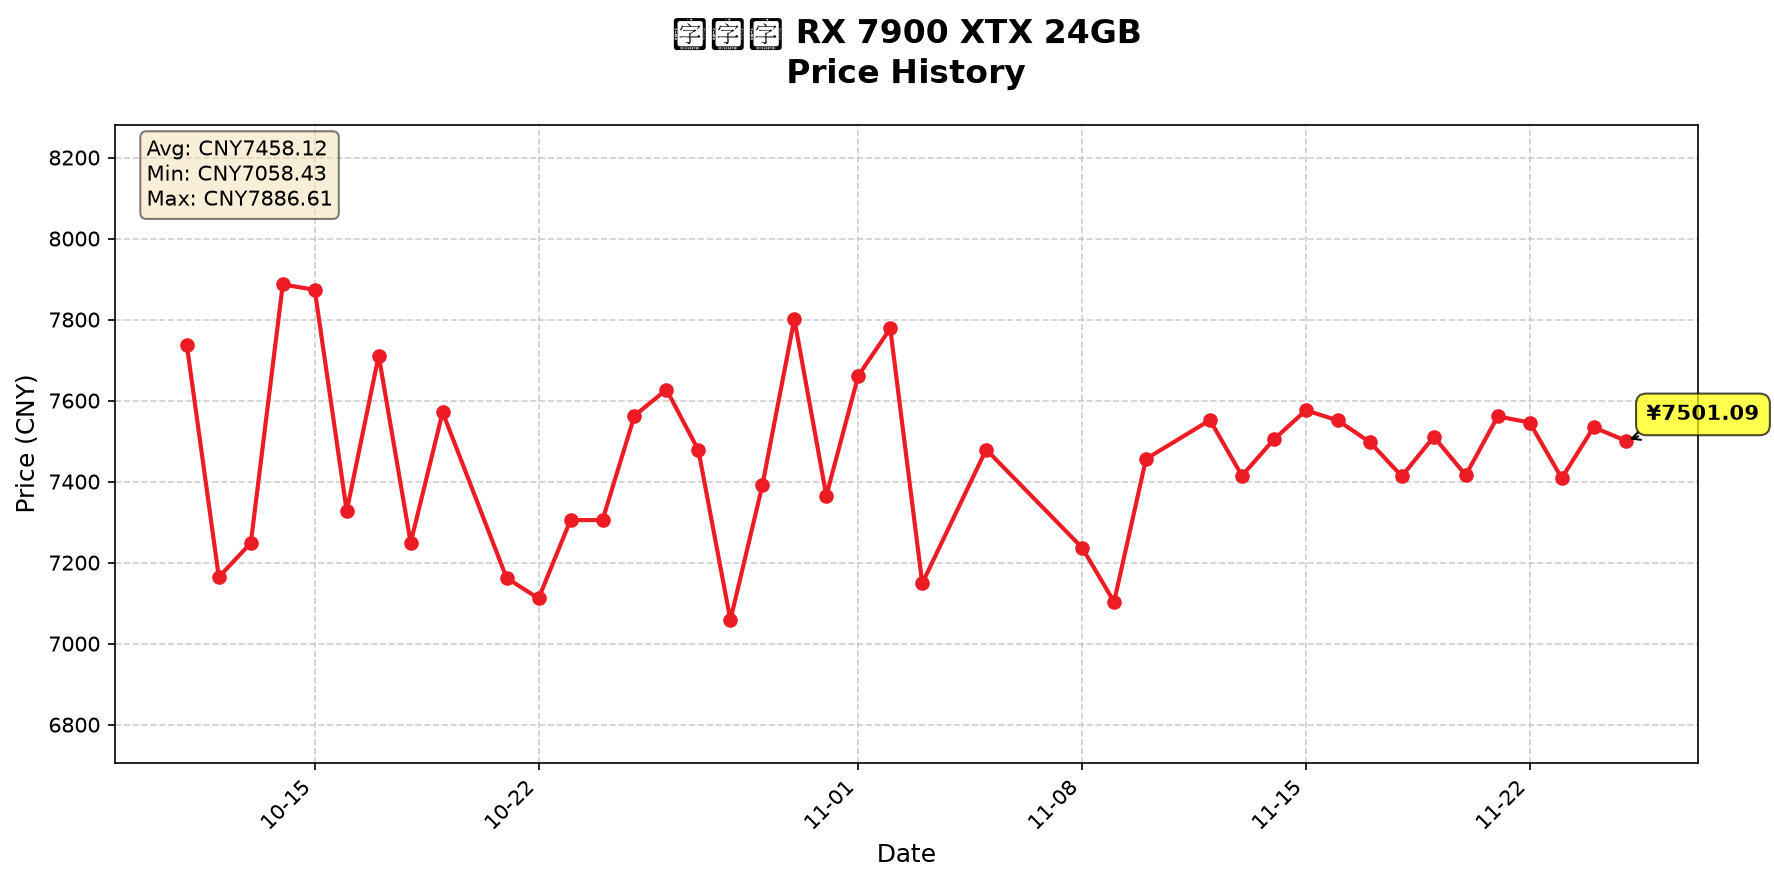 RX 7900 XTX 24GB
Price History
Avg: CNY7458.12
Min: CNY7058.43
Max: CNY7886.61
Price (CNY)
8200
8000
7800
7600
7400
7200
7000
6800
¥7501.09
10-15
10-22
11-01
11-08
11-15
11-22
Date